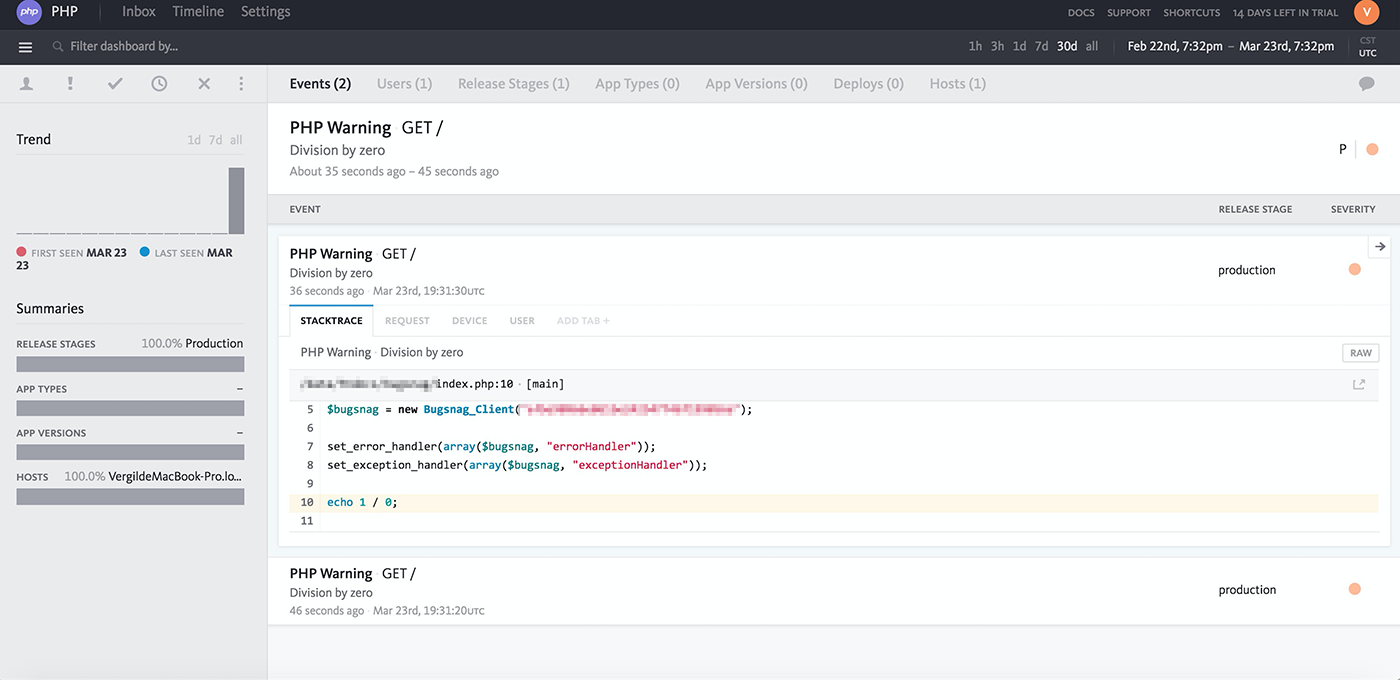 php PHP Inbox Timeline Settings DOCS SUPPORT SHORTCUTS 14 DAYS LEFT IN TRIAL V
Filter dashboard by... 1h 3h 1d 7d 30d all Feb 22nd, 7:32pm – Mar 23rd, 7:32pm CST
UTC
Events (2) Users (1) Release Stages (1) App Types (0) App Versions (0) Deploys (0) Hosts (1)
Trend 1d 7d all
FIRST SEEN MAR 23 LAST SEEN MAR
23
Summaries
RELEASE STAGES 100.0% Production
APP TYPES –
APP VERSIONS –
HOSTS 100.0% VergildeMacBook-Pro.lo...
PHP Warning GET /
Division by zero
About 35 seconds ago – 45 seconds ago
P
EVENT RELEASE STAGE SEVERITY
PHP Warning GET /
Division by zero
production
36 seconds ago · Mar 23rd, 19:31:30UTC
STACKTRACE REQUEST DEVICE USER ADD TAB +
PHP Warning · Division by zero RAW
index.php:10 · [main]
5 $bugsnag = new Bugsnag_Client("");
6
7 set_error_handler(array($bugsnag, "errorHandler"));
8 set_exception_handler(array($bugsnag, "exceptionHandler"));
9
10 echo 1 / 0;
11
PHP Warning GET /
Division by zero
production
46 seconds ago · Mar 23rd, 19:31:20UTC